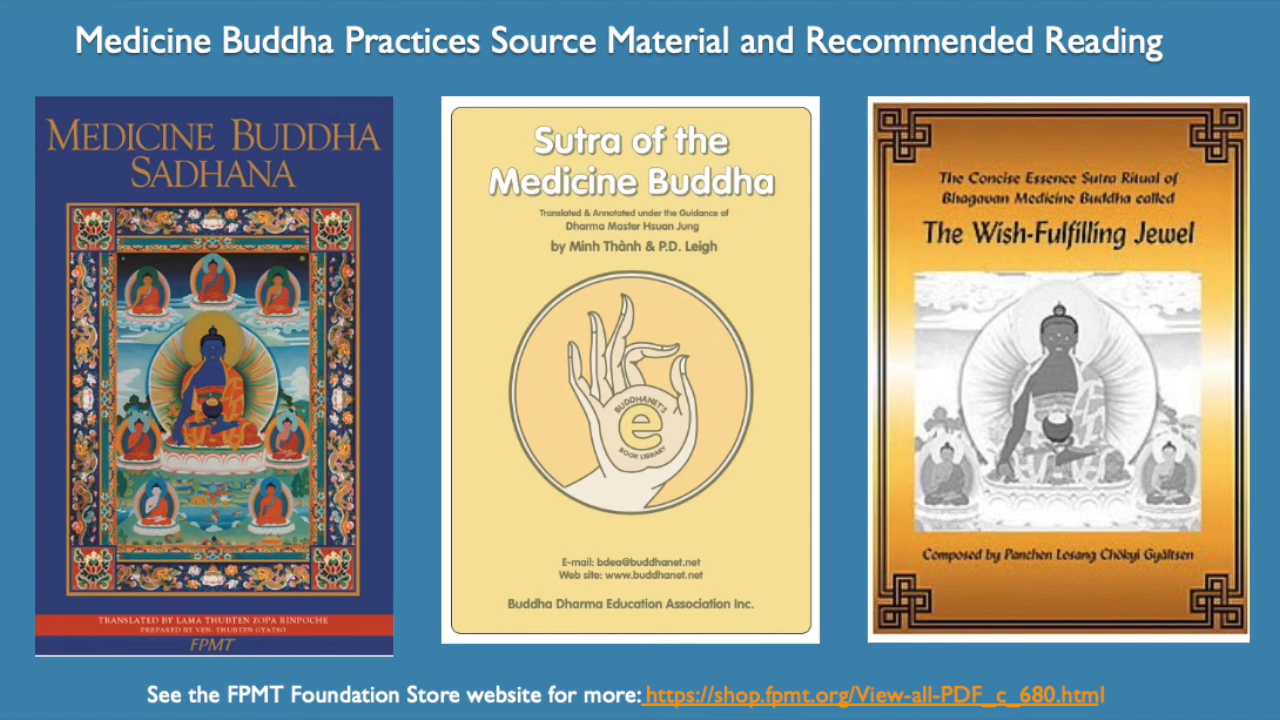 Medicine Buddha Practices Source Material and Recommended Reading
MEDICINE BUDDHA
SADHANA
TRANSLATED BY LAMA THUBTEN ZOPA RINPOCHE
PREPARED BY VEN. THUBTEN GYATSO
FPMT
Sutra of the
Medicine Buddha
Translated & Annotated under the Guidance of
Dharma Master Hsuan Jung
by Minh Thành & P.D. Leigh
BUDDHANET'S
e
BOOK LIBRARY
E-mail: bdea@buddhanet.net
Web site: www.buddhanet.net
Buddha Dharma Education Association Inc.
The Concise Essence Sutra Ritual of
Bhagavan Medicine Buddha called
The Wish-Fulfilling Jewel
Composed by Panchen Losang Chökyi Gyältsen
See the FPMT Foundation Store website for more: https://shop.fpmt.org/View-all-PDF_c_680.html